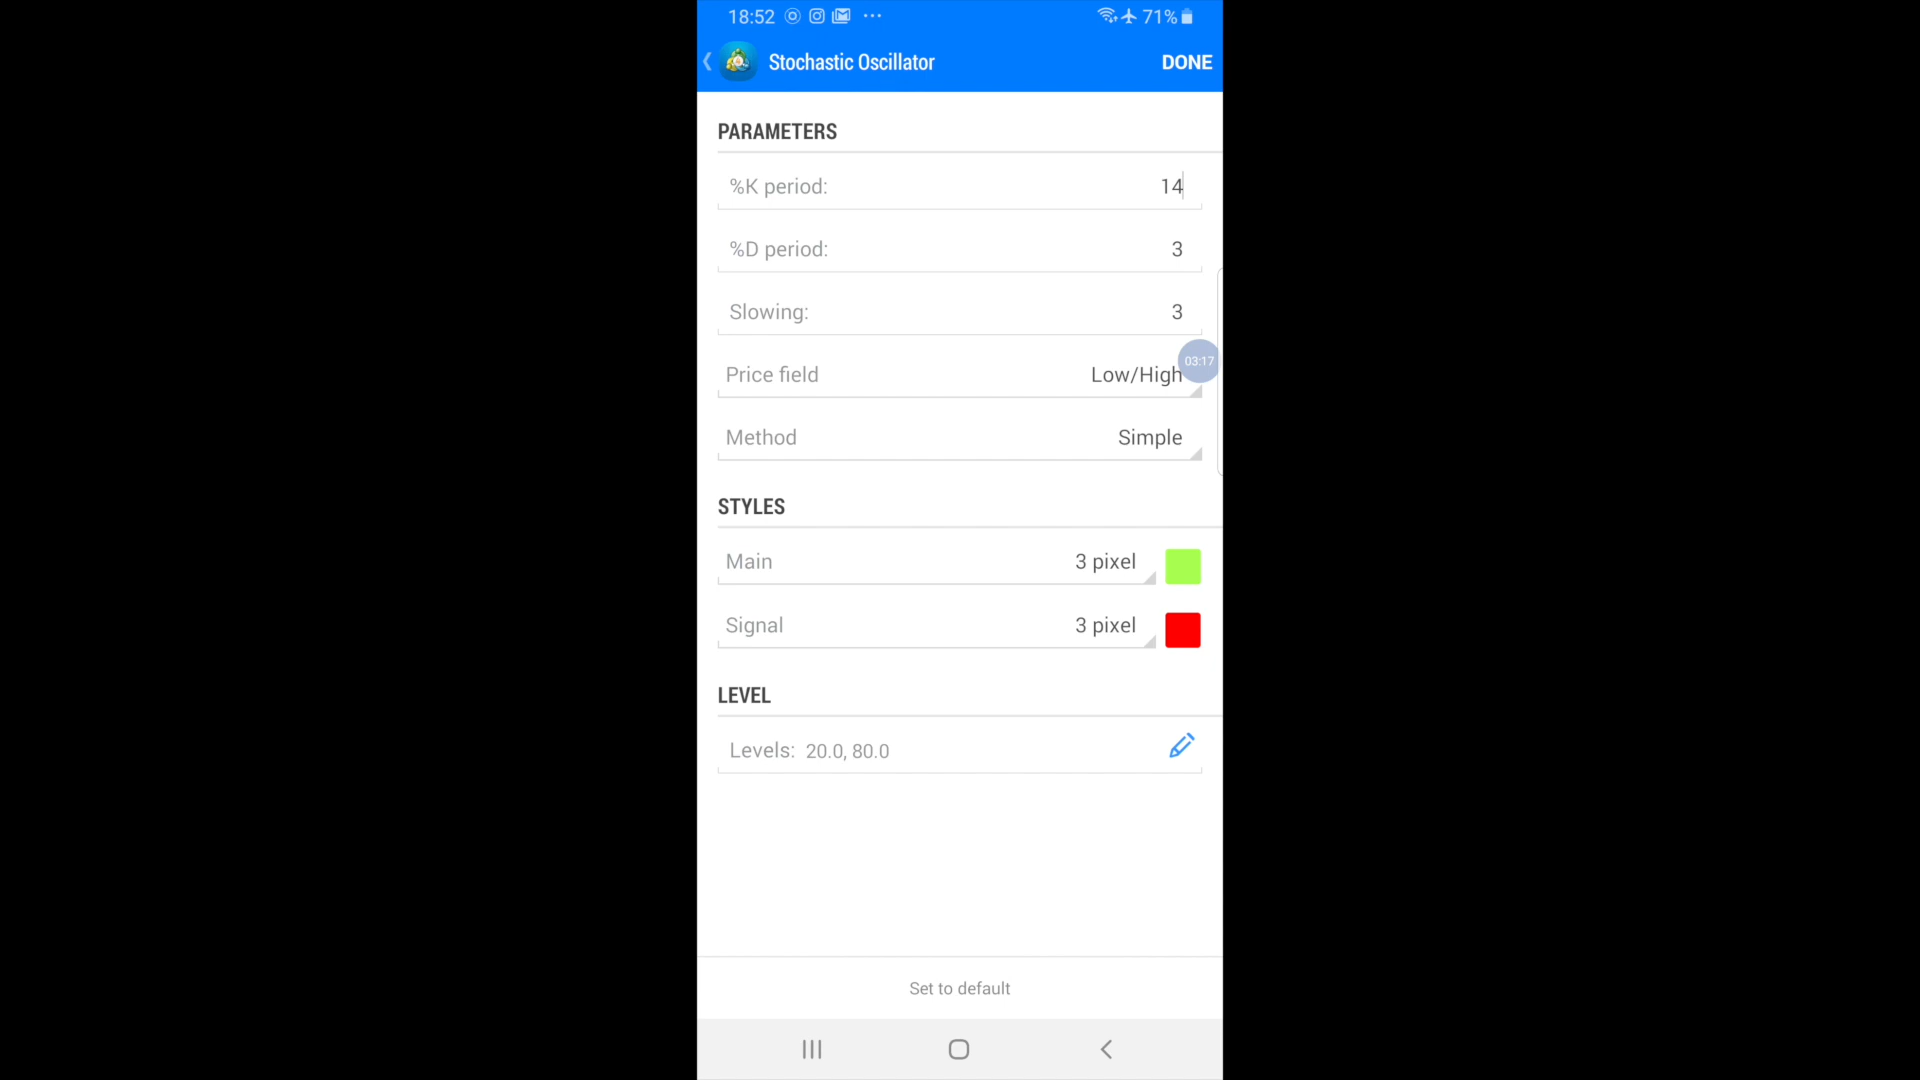 18:52 71%
Stochastic Oscillator DONE
PARAMETERS
%K period: 14
%D period: 3
Slowing: 3
03:17
Price field Low/High
Method Simple
STYLES
Main 3 pixel
Signal 3 pixel
LEVEL
Levels: 20.0, 80.0
Set to default